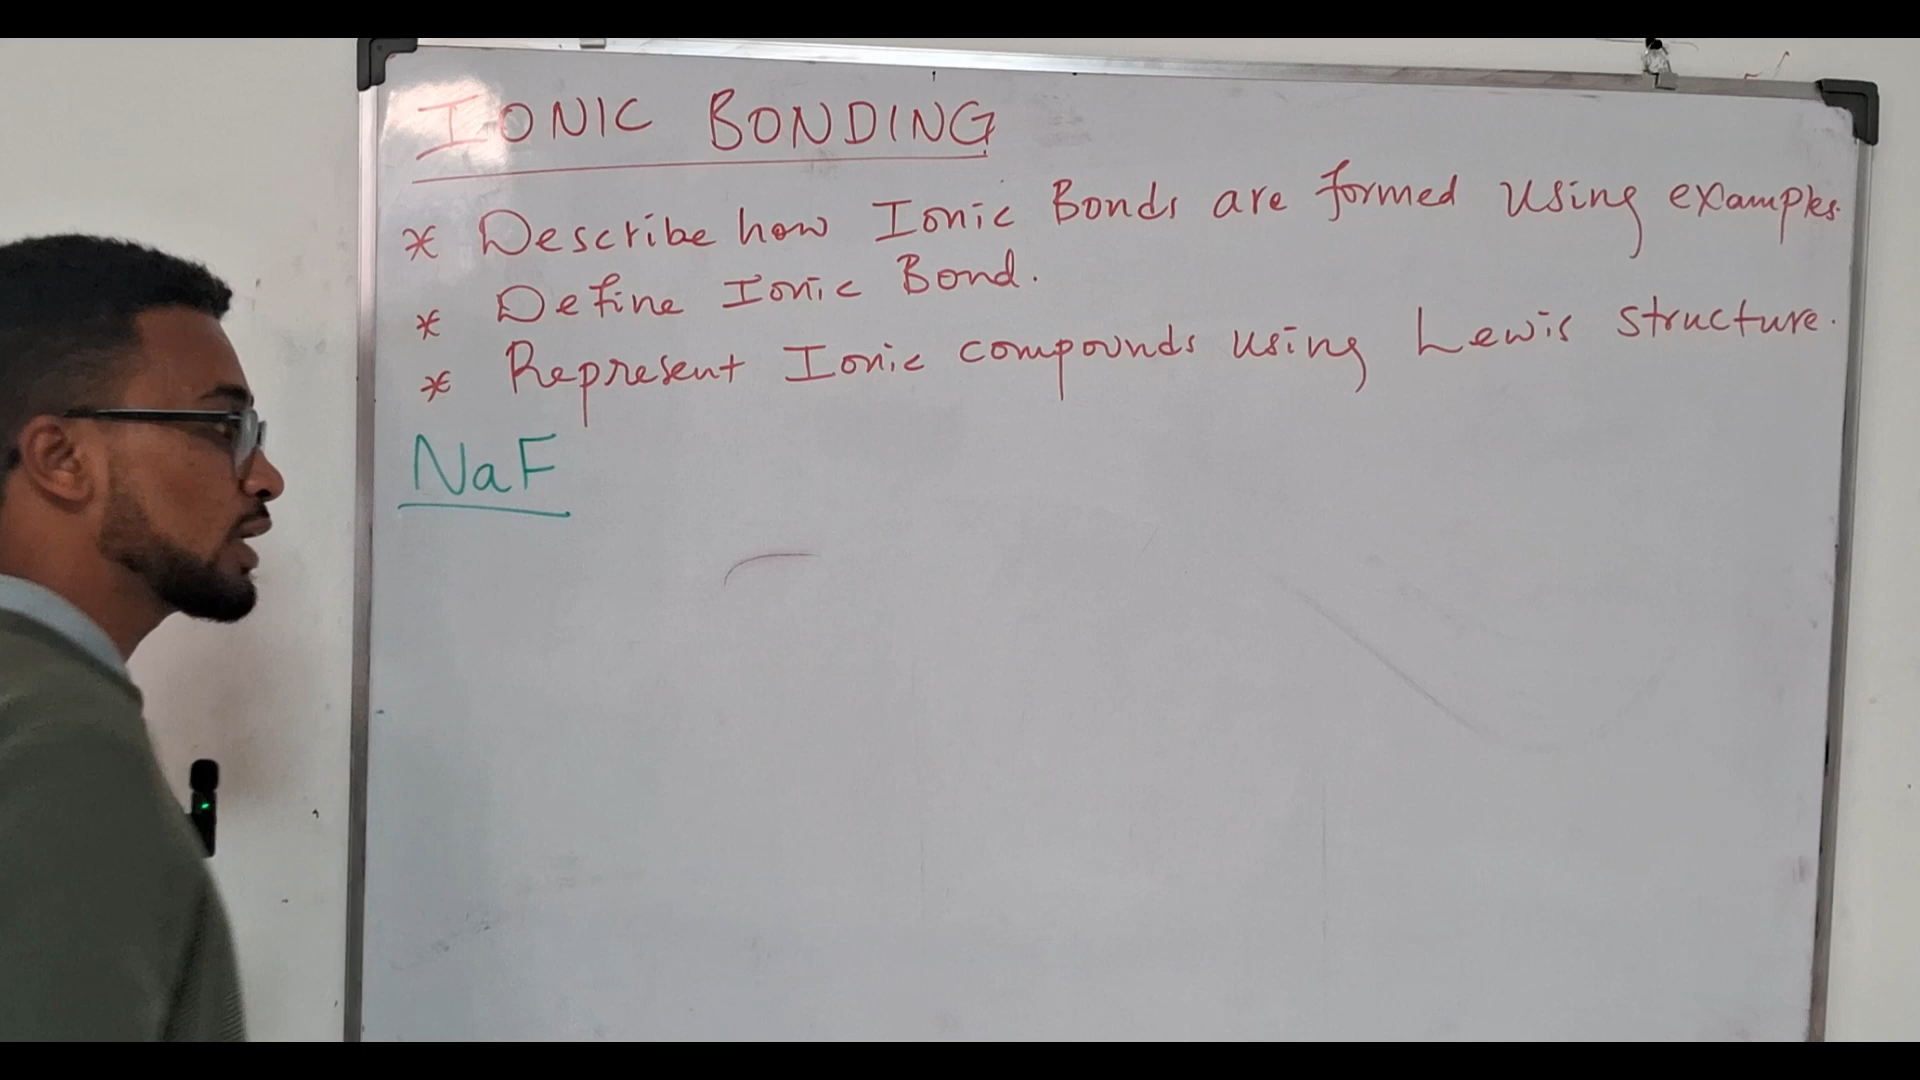 IONIC BONDING
* Describe how Ionic Bonds are formed using examples.
* Define Ionic Bond.
* Represent Ionic compounds using Lewis structure.
NaF